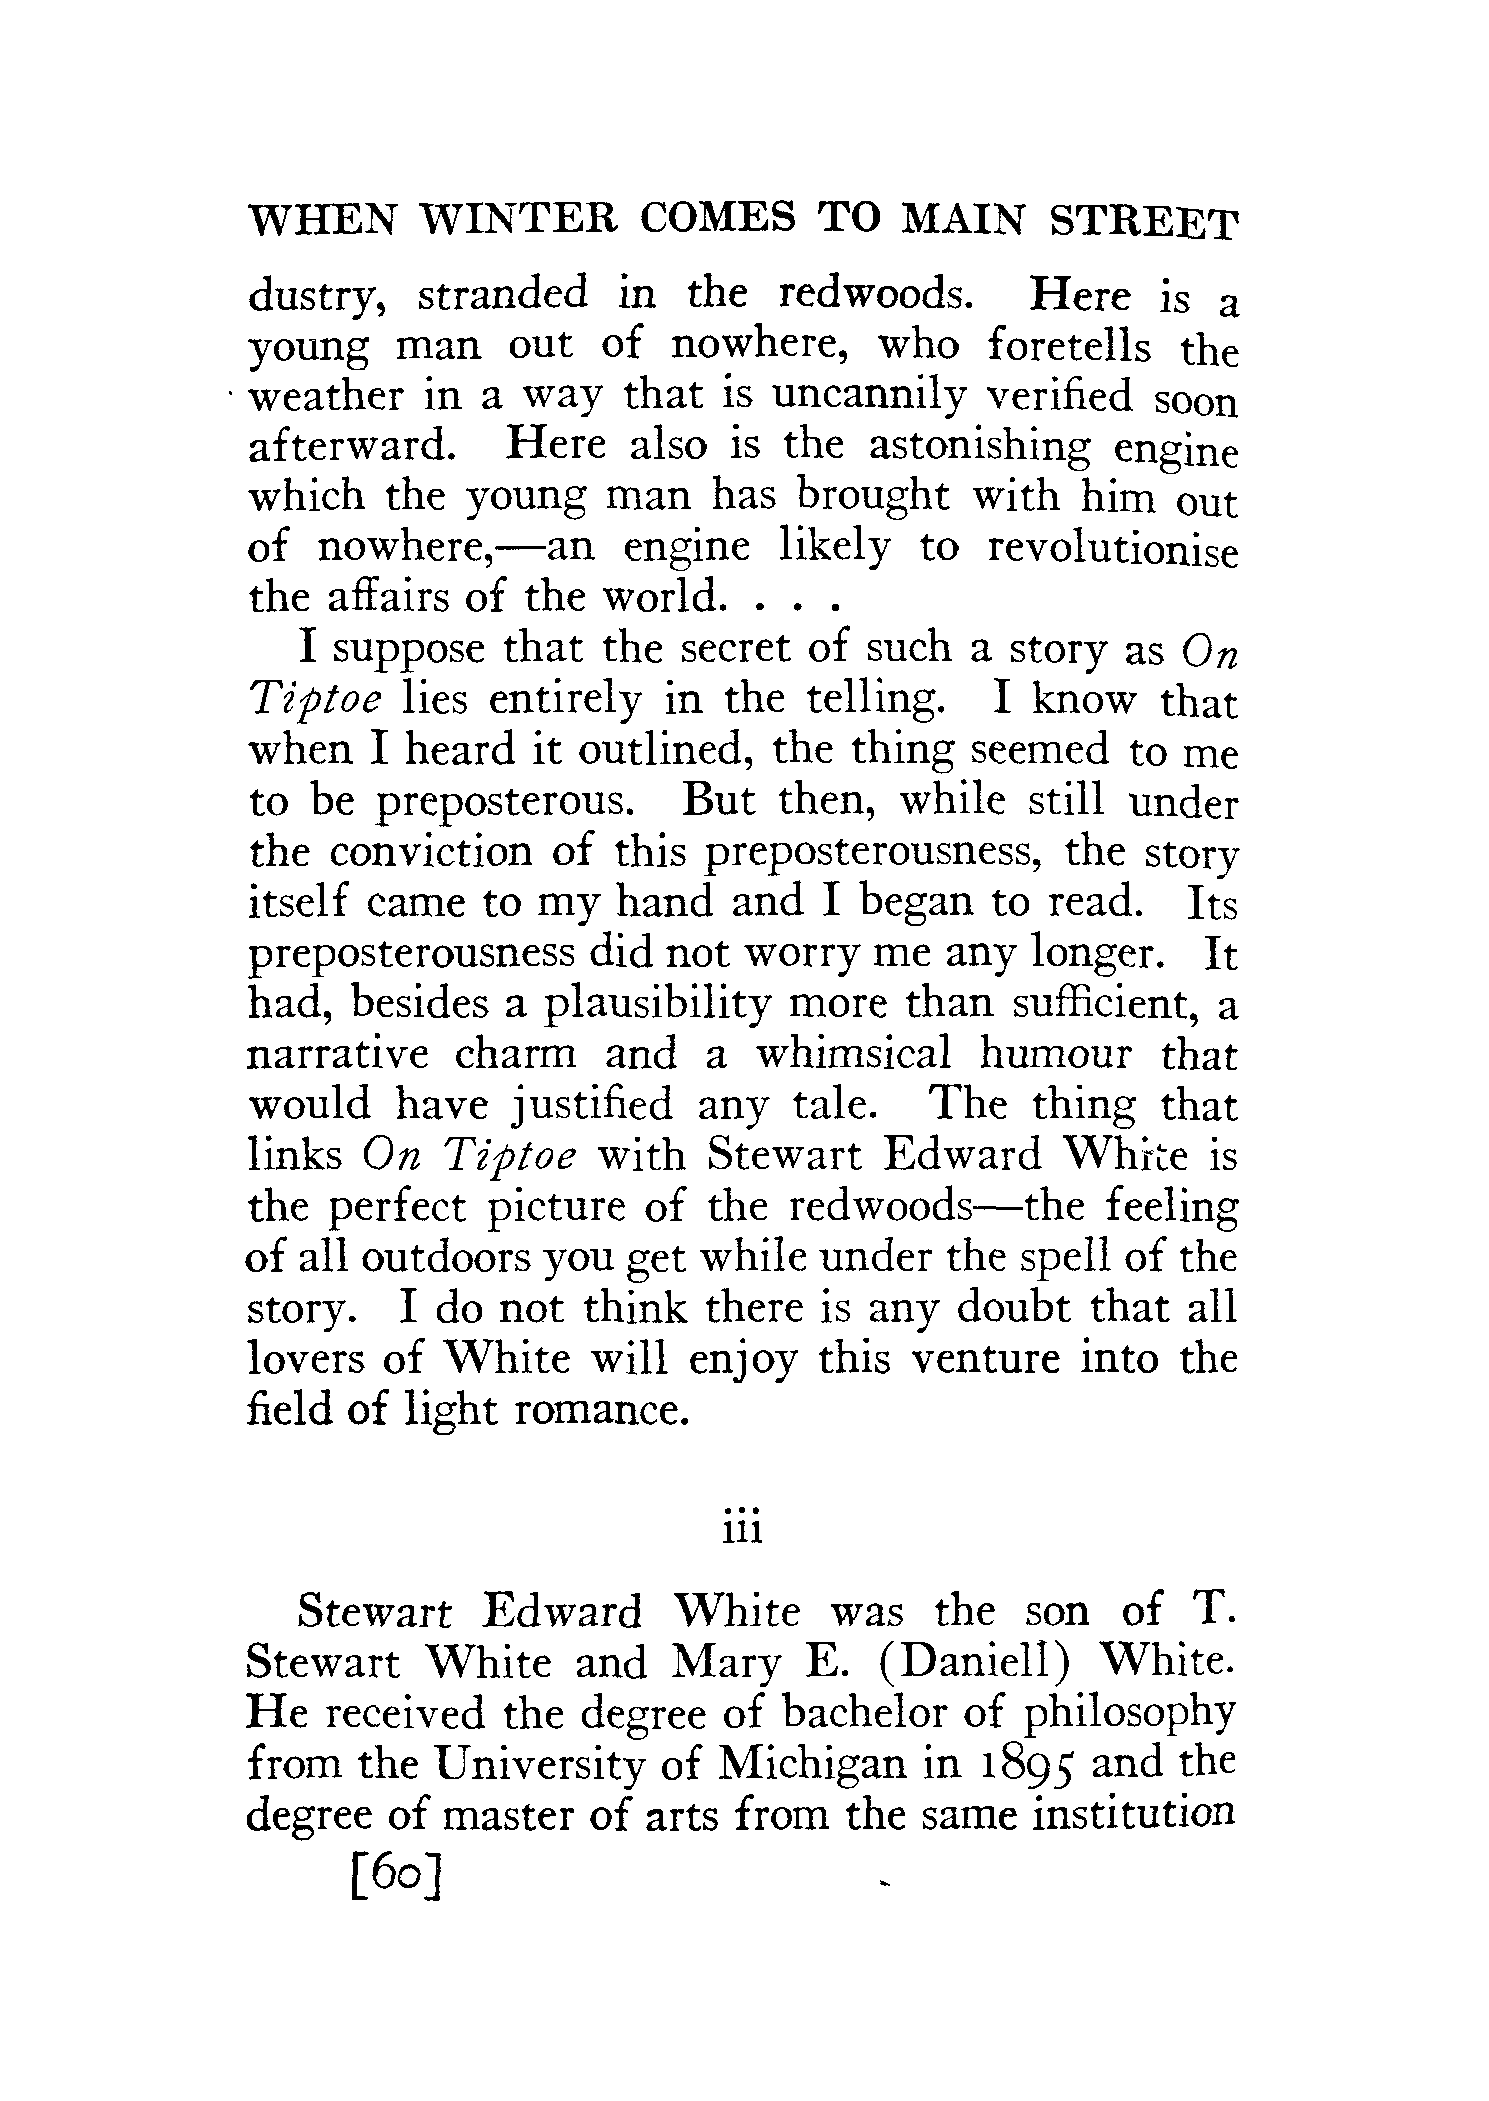 WHEN WINTER COMES TO MAIN STREET
dustry, stranded in the redwoods. Here is a
young man out of nowhere, who foretells the
weather in a way that is uncannily verified soon
afterward. Here also is the astonishing engine
which the young man has brought with him out
of nowhere,—an engine likely to revolutionise
the affairs of the world. . . .
I suppose that the secret of such a story as On
Tiptoe lies entirely in the telling. I know that
when I heard it outlined, the thing seemed to me
to be preposterous. But then, while still under
the conviction of this preposterousness, the story
itself came to my hand and I began to read. Its
preposterousness did not worry me any longer. It
had, besides a plausibility more than sufficient, a
narrative charm and a whimsical humour that
would have justified any tale. The thing that
links On Tiptoe with Stewart Edward White is
the perfect picture of the redwoods—the feeling
of all outdoors you get while under the spell of the
story. I do not think there is any doubt that all
lovers of White will enjoy this venture into the
field of light romance.
iii
Stewart Edward White was the son of T.
Stewart White and Mary E. (Daniell) White.
He received the degree of bachelor of philosophy
from the University of Michigan in 1895 and the
degree of master of arts from the same institution
[60]